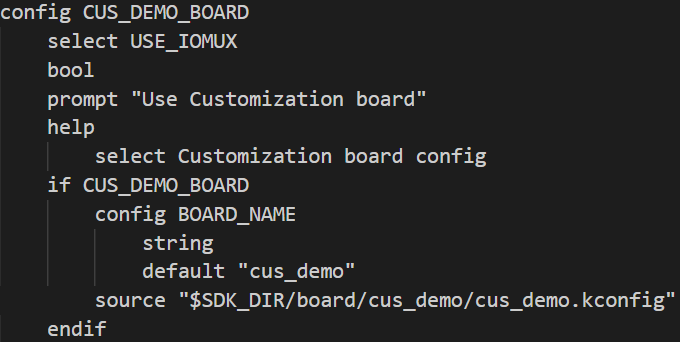 config CUS_DEMO_BOARD
    select USE_IOMUX
    bool
    prompt "Use Customization board"
    help
        select Customization board config
    if CUS_DEMO_BOARD
        config BOARD_NAME
            string
            default "cus_demo"
        source "$SDK_DIR/board/cus_demo/cus_demo.kconfig"
    endif